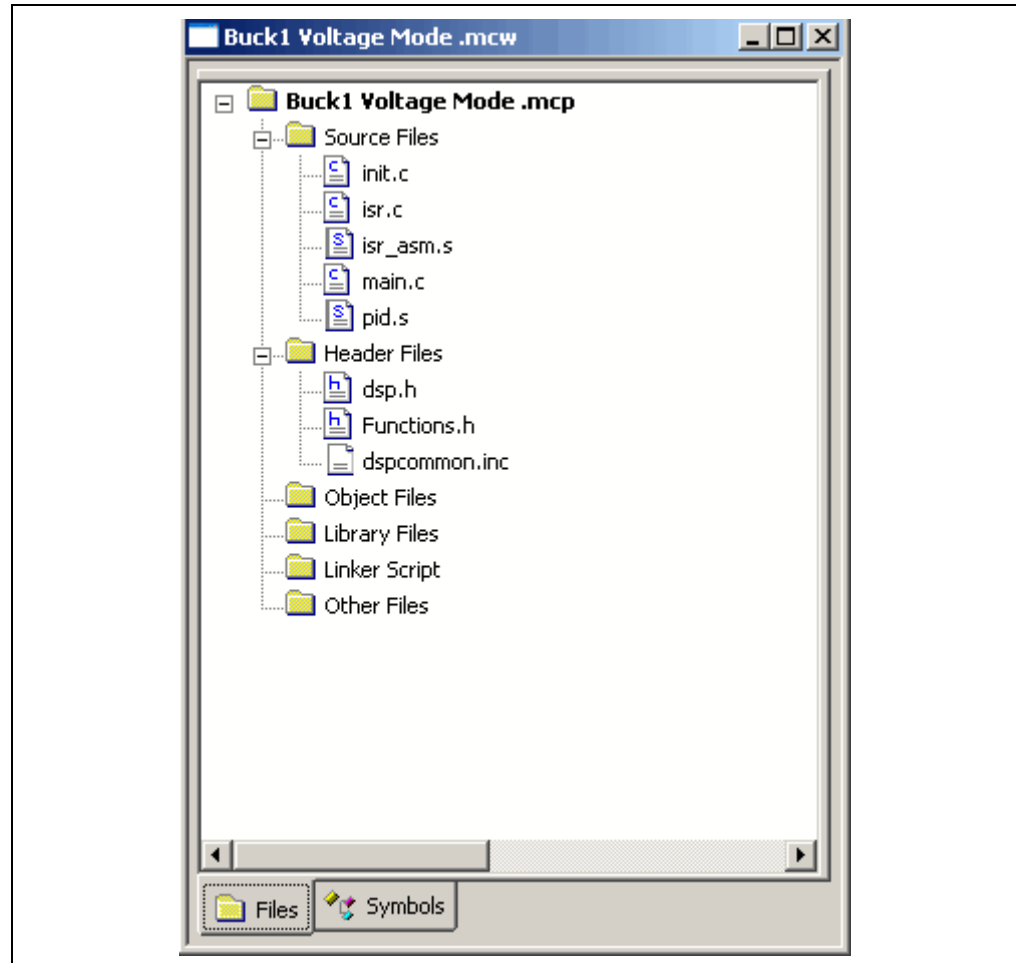 Buck1 Voltage Mode .mcw
Buck1 Voltage Mode .mcp
Source Files
init.c
isr.c
isr_asm.s
main.c
pid.s
Header Files
dsp.h
Functions.h
dspcommon.inc
Object Files
Library Files
Linker Script
Other Files
Files Symbols